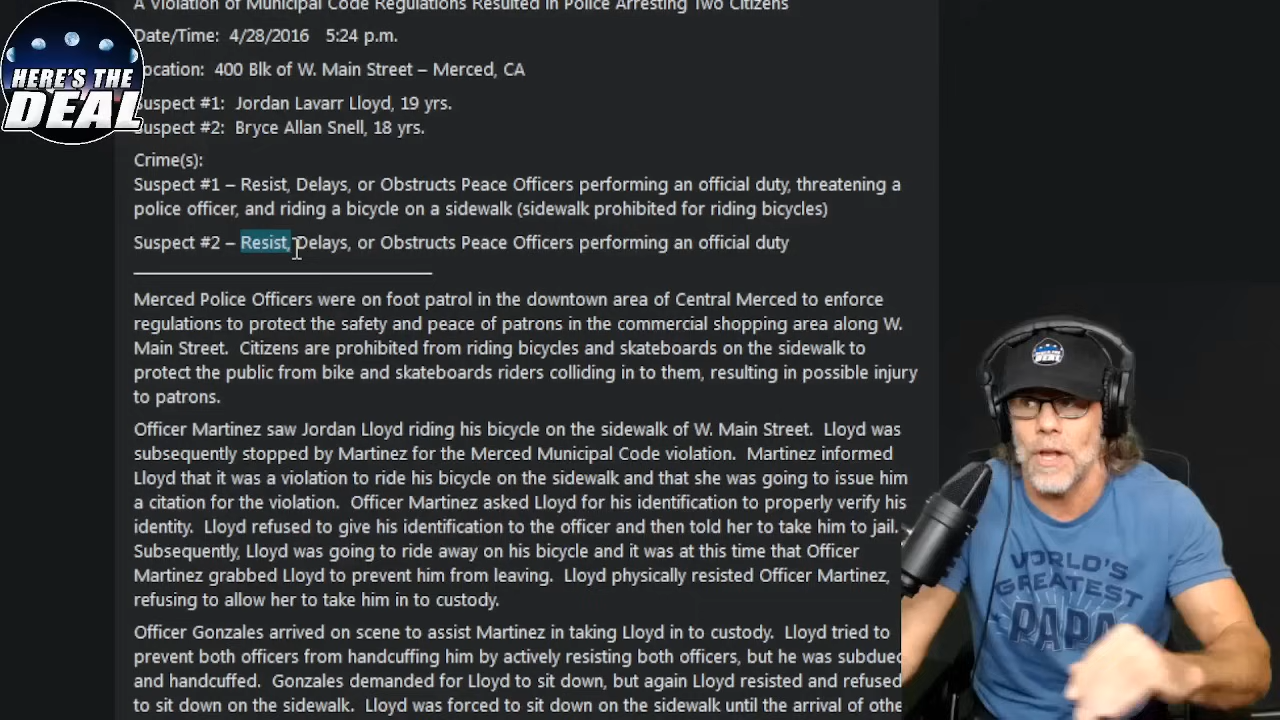 A Violation of Municipal Code Regulations Resulted in Police Arresting Two Citizens
HERE'S THE
DEAL
Date/Time: 4/28/2016 5:24 p.m.
ocation: 400 Blk of W. Main Street – Merced, CA
uspect #1: Jordan Lavarr Lloyd, 19 yrs.
uspect #2: Bryce Allan Snell, 18 yrs.
Crime(s):
Suspect #1 – Resist, Delays, or Obstructs Peace Officers performing an official duty, threatening a
police officer, and riding a bicycle on a sidewalk (sidewalk prohibited for riding bicycles)
Suspect #2 – Resist, Delays, or Obstructs Peace Officers performing an official duty
Merced Police Officers were on foot patrol in the downtown area of Central Merced to enforce
regulations to protect the safety and peace of patrons in the commercial shopping area along W.
Main Street. Citizens are prohibited from riding bicycles and skateboards on the sidewalk to
protect the public from bike and skateboards riders colliding in to them, resulting in possible injury
to patrons.
Officer Martinez saw Jordan Lloyd riding his bicycle on the sidewalk of W. Main Street. Lloyd was
subsequently stopped by Martinez for the Merced Municipal Code violation. Martinez informed
Lloyd that it was a violation to ride his bicycle on the sidewalk and that she was going to issue him
a citation for the violation. Officer Martinez asked Lloyd for his identification to properly verify his
identity. Lloyd refused to give his identification to the officer and then told her to take him to jail.
Subsequently, Lloyd was going to ride away on his bicycle and it was at this time that Officer
Martinez grabbed Lloyd to prevent him from leaving. Lloyd physically resisted Officer Martinez,
refusing to allow her to take him in to custody.
Officer Gonzales arrived on scene to assist Martinez in taking Lloyd in to custody. Lloyd tried to
prevent both officers from handcuffing him by actively resisting both officers, but he was subdued
and handcuffed. Gonzales demanded for Lloyd to sit down, but again Lloyd resisted and refused
to sit down on the sidewalk. Lloyd was forced to sit down on the sidewalk until the arrival of othe
DEAL
WORLD'S
GREATEST
PAPA